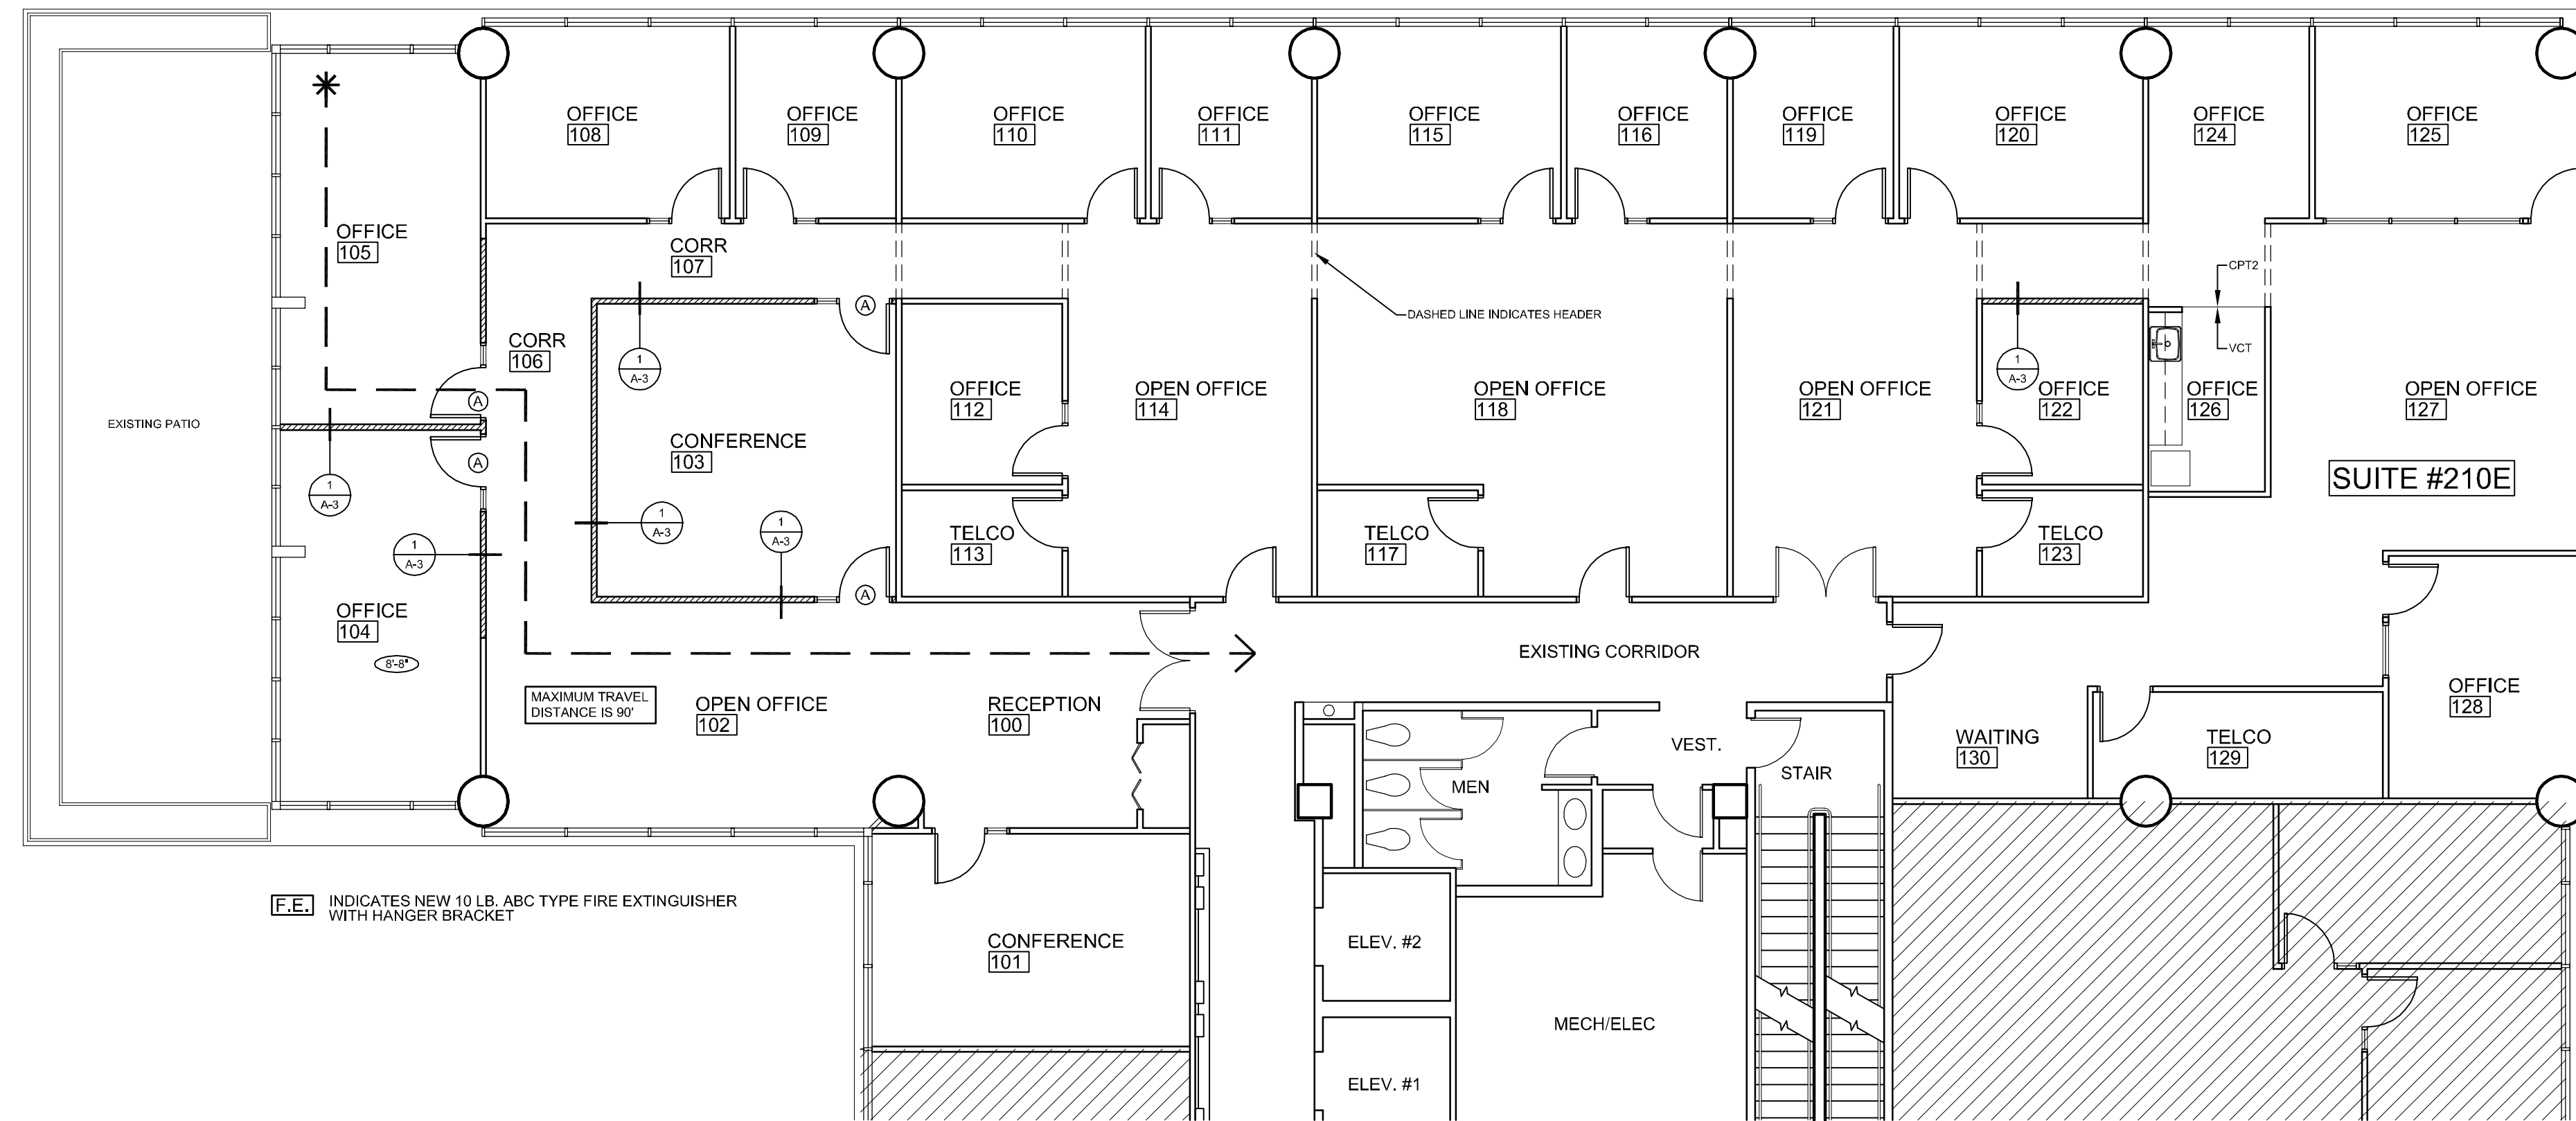 OFFICE
108
OFFICE
109
OFFICE
110
OFFICE
111
OFFICE
115
OFFICE
116
OFFICE
119
OFFICE
120
OFFICE
124
OFFICE
125
OFFICE
105
CORR
107
CPT2
DASHED LINE INDICATES HEADER
A
CORR
106
VCT
1
A-3
1
A-3
OFFICE
112
OPEN OFFICE
114
OPEN OFFICE
118
OPEN OFFICE
121
OFFICE
122
OFFICE
126
OPEN OFFICE
127
A
EXISTING PATIO
CONFERENCE
103
A
SUITE #210E
1
A-3
1
A-3
1
A-3
1
A-3
TELCO
113
TELCO
117
TELCO
123
A
OFFICE
104
8'-8"
EXISTING CORRIDOR
MAXIMUM TRAVEL
DISTANCE IS 90'
OPEN OFFICE
102
RECEPTION
100
OFFICE
128
VEST.
WAITING
130
TELCO
129
STAIR
MEN
F.E.
INDICATES NEW 10 LB. ABC TYPE FIRE EXTINGUISHER
WITH HANGER BRACKET
CONFERENCE
101
ELEV. #2
MECH/ELEC
ELEV. #1